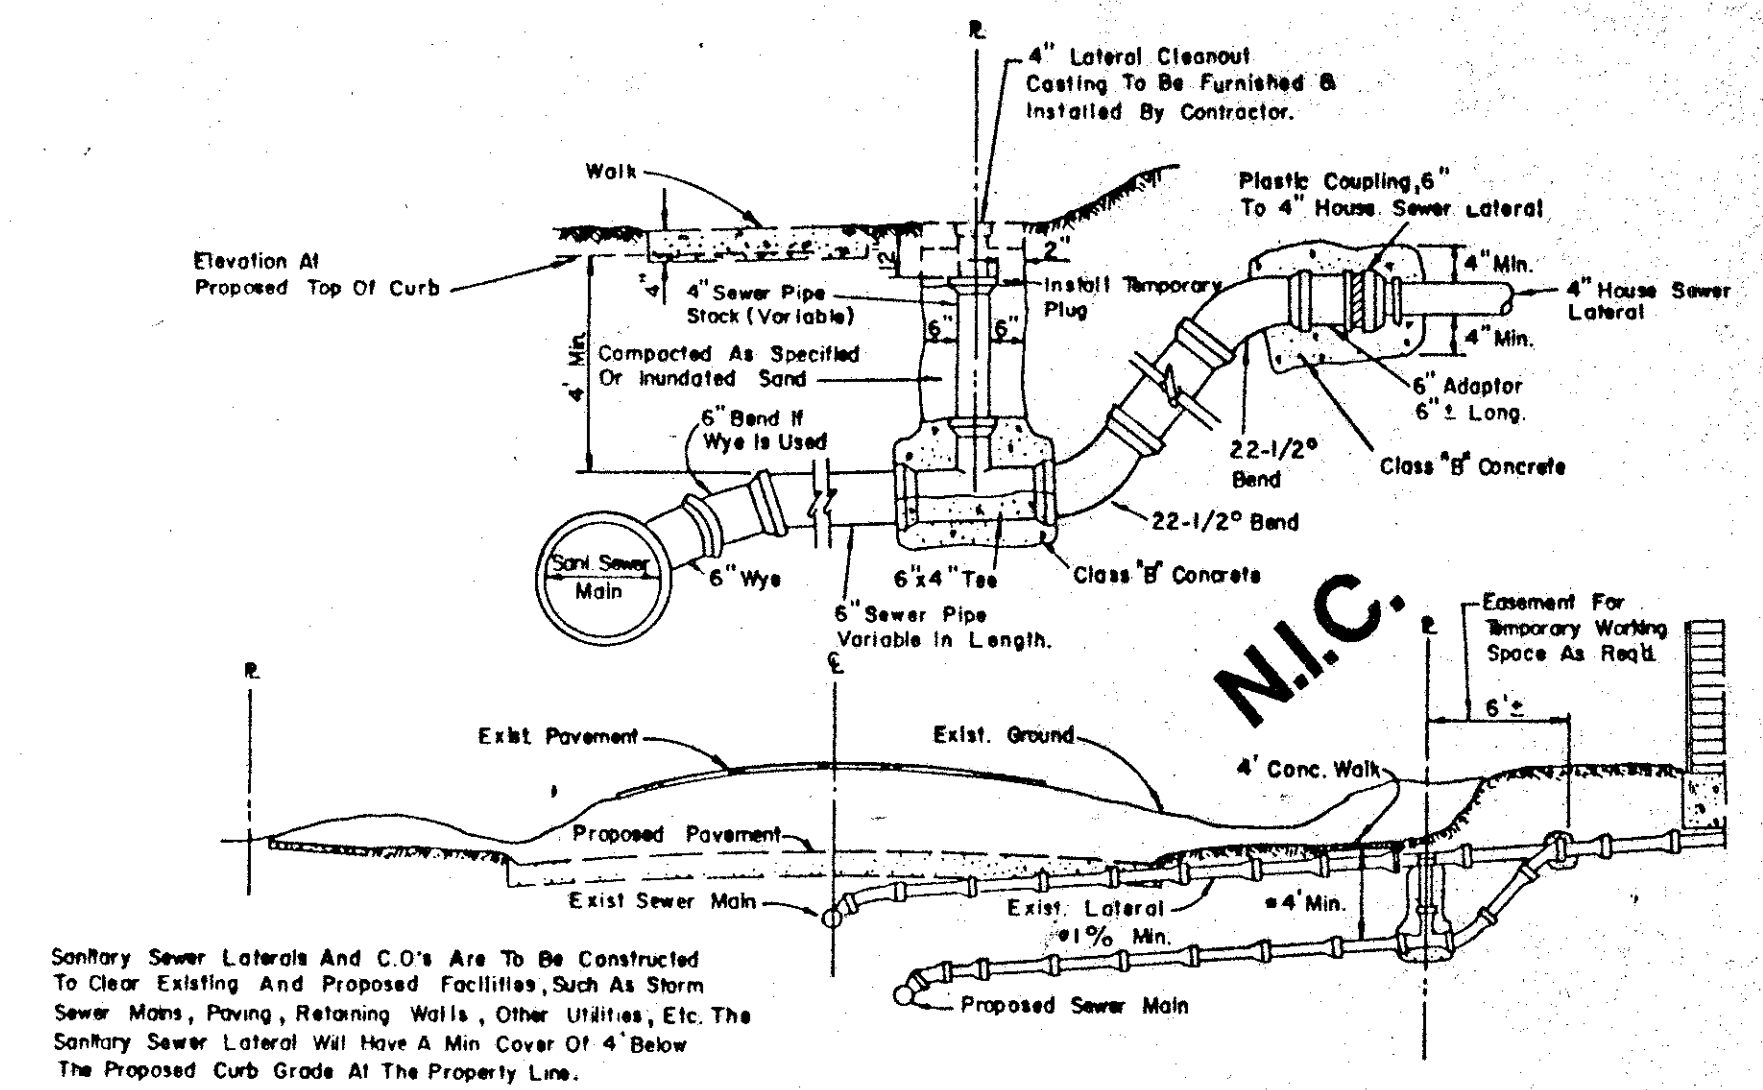 P̲L
4" Lateral Cleanout
Casting To Be Furnished &
Installed By Contractor.
Walk
Plastic Coupling, 6"
To 4" House Sewer Lateral
Elevation At
Proposed Top Of Curb
4"
12"
2"
4" Min.
4" Sewer Pipe
Stock (Variable)
Install Temporary
Plug
4" House Sewer
Lateral
6"
6"
4" Min.
4' Min.
Compacted As Specified
Or Inundated Sand
6" Adaptor
6" ± Long.
6" Bend If
Wye Is Used
22-1/2°
Bend
Class "B" Concrete
22-1/2° Bend
Sani. Sewer
Main
6" Wye
6"x4" Tee
Class "B" Concrete
6" Sewer Pipe
Variable In Length.
N.I.C.
Easement For
Temporary Working
Space As Req'd.
PL
℄
PL
6' ±
Exist. Pavement
Exist. Ground
4' Conc. Walk
Proposed Pavement
Exist Sewer Main
Exist. Lateral
1% Min.
4' Min.
Proposed Sewer Main
Sanitary Sewer Laterals And C.O's Are To Be Constructed
To Clear Existing And Proposed Facilities, Such As Storm
Sewer Mains, Paving, Retaining Walls, Other Utilities, Etc. The
Sanitary Sewer Lateral Will Have A Min Cover Of 4' Below
The Proposed Curb Grade At The Property Line.